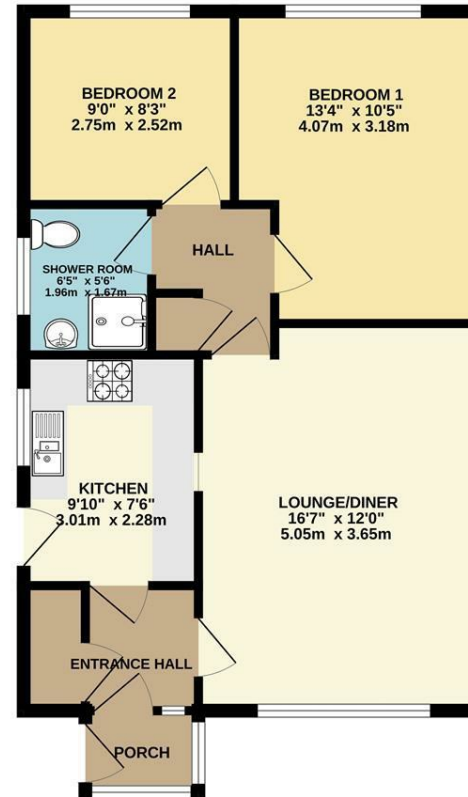 BEDROOM 2
9'0" x 8'3"
2.75m x 2.52m
BEDROOM 1
13'4" x 10'5"
4.07m x 3.18m
HALL
SHOWER ROOM
6'5" x 5'6"
1.96m x 1.67m
KITCHEN
9'10" x 7'6"
3.01m x 2.28m
LOUNGE/DINER
16'7" x 12'0"
5.05m x 3.65m
ENTRANCE HALL
PORCH